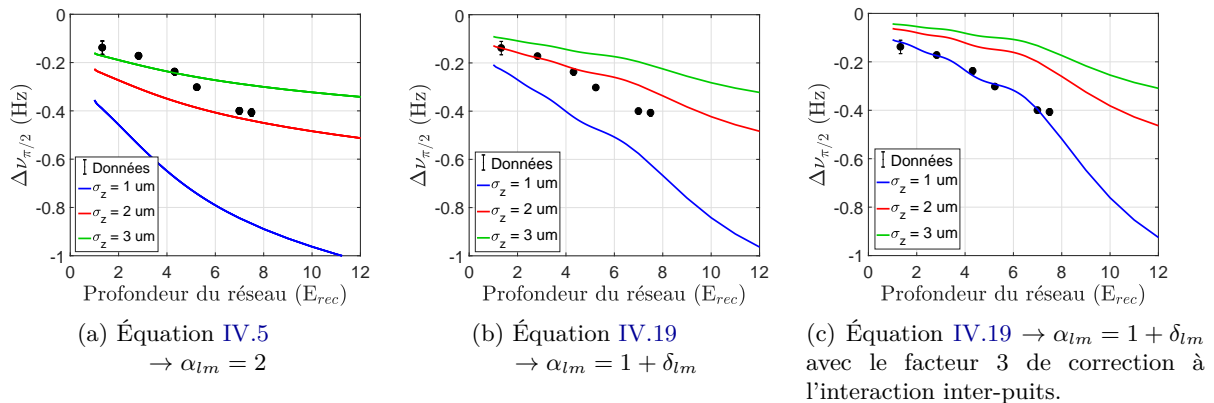 0
-0.2
-0.4
-0.6
-0.8
-1
Δν_{π/2} (Hz)
Données
σ_z = 1 um
σ_z = 2 um
σ_z = 3 um
0 2 4 6 8 10 12
Profondeur du réseau (E_{rec})
(a) Équation IV.5
→ α_{lm} = 2
0
-0.2
-0.4
-0.6
-0.8
-1
Δν_{π/2} (Hz)
Données
σ_z = 1 um
σ_z = 2 um
σ_z = 3 um
0 2 4 6 8 10 12
Profondeur du réseau (E_{rec})
(b) Équation IV.19
→ α_{lm} = 1 + δ_{lm}
0
-0.2
-0.4
-0.6
-0.8
-1
Δν_{π/2} (Hz)
Données
σ_z = 1 um
σ_z = 2 um
σ_z = 3 um
0 2 4 6 8 10 12
Profondeur du réseau (E_{rec})
(c) Équation IV.19 → α_{lm} = 1 + δ_{lm}
avec le facteur 3 de correction à
l'interaction inter-puits.